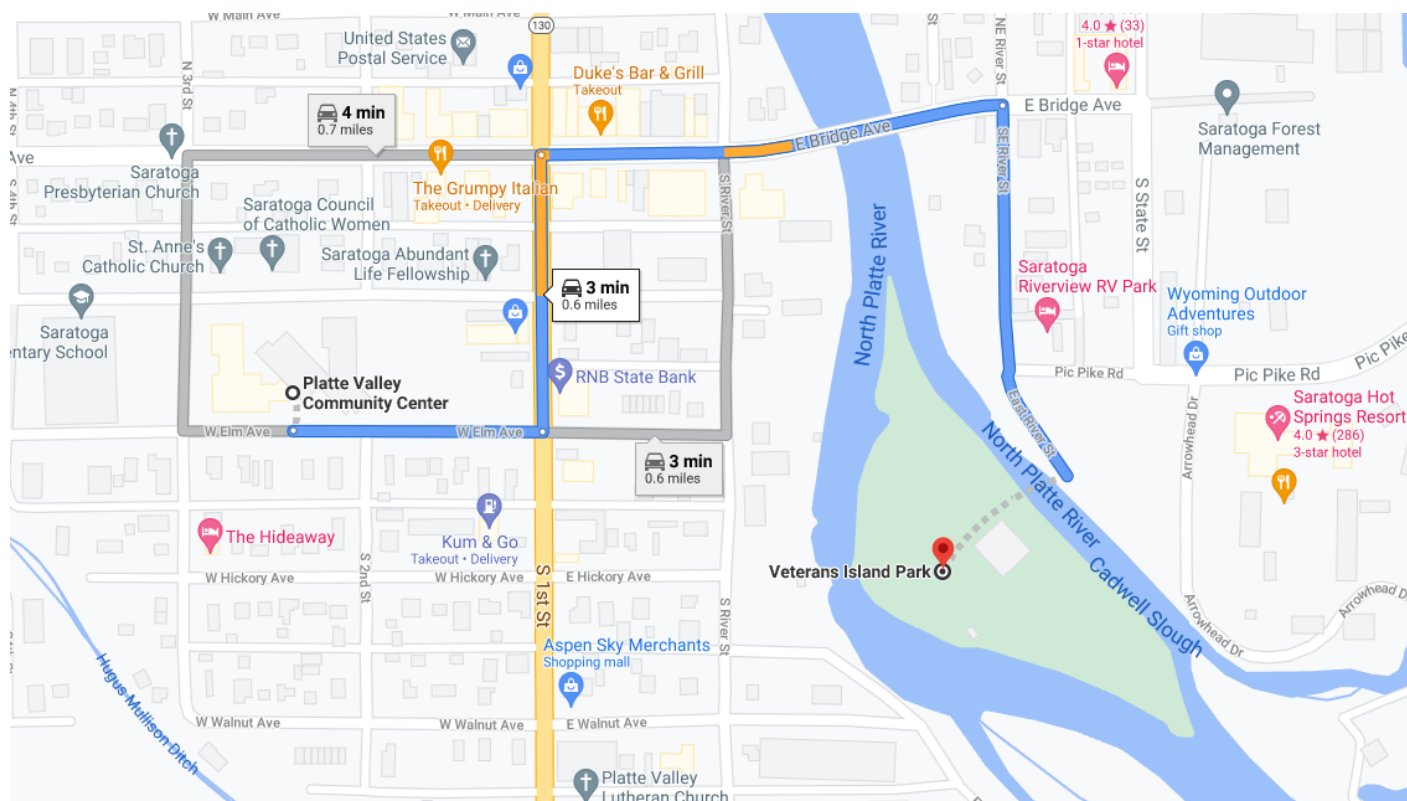 W Main Ave
W Main Ave
130
St
NE River St
4.0 ★ (33)
1-star hotel
United States
Postal Service
N 3rd St
N 4th St
Duke's Bar & Grill
Takeout
4 min
0.7 miles
E Bridge Ave
E Bridge Ave
Saratoga Forest
Management
Ave
Saratoga
Presbyterian Church
SE River St
S 4th St
The Grumpy Italian
Takeout • Delivery
S River St
S State St
Saratoga Council
of Catholic Women
St. Anne's
Catholic Church
Saratoga Abundant
Life Fellowship
North Platte River
3 min
0.6 miles
Saratoga
Riverview RV Park
Wyoming Outdoor
Adventures
Gift shop
Saratoga
entary School
Pic Pike
Pic Pike Rd
Pic Pike Rd
RNB State Bank
Platte Valley
Community Center
East River St
Arrowhead Dr
Saratoga Hot
Springs Resort
4.0 ★ (286)
3-star hotel
W Elm Ave
W Elm Ave
3 min
0.6 miles
North Platte River
The Hideaway
Kum & Go
Takeout • Delivery
Veterans Island Park
Cadwell Slough
W Hickory Ave
S 2nd St
W Hickory Ave
S 1st St
E Hickory Ave
S River St
Arrowhead Dr
Arrowhead Dr
Aspen Sky Merchants
Shopping mall
Hugus Mullison Ditch
W Walnut Ave
W Walnut Ave
E Walnut Ave
Platte Valley
Lutheran Church